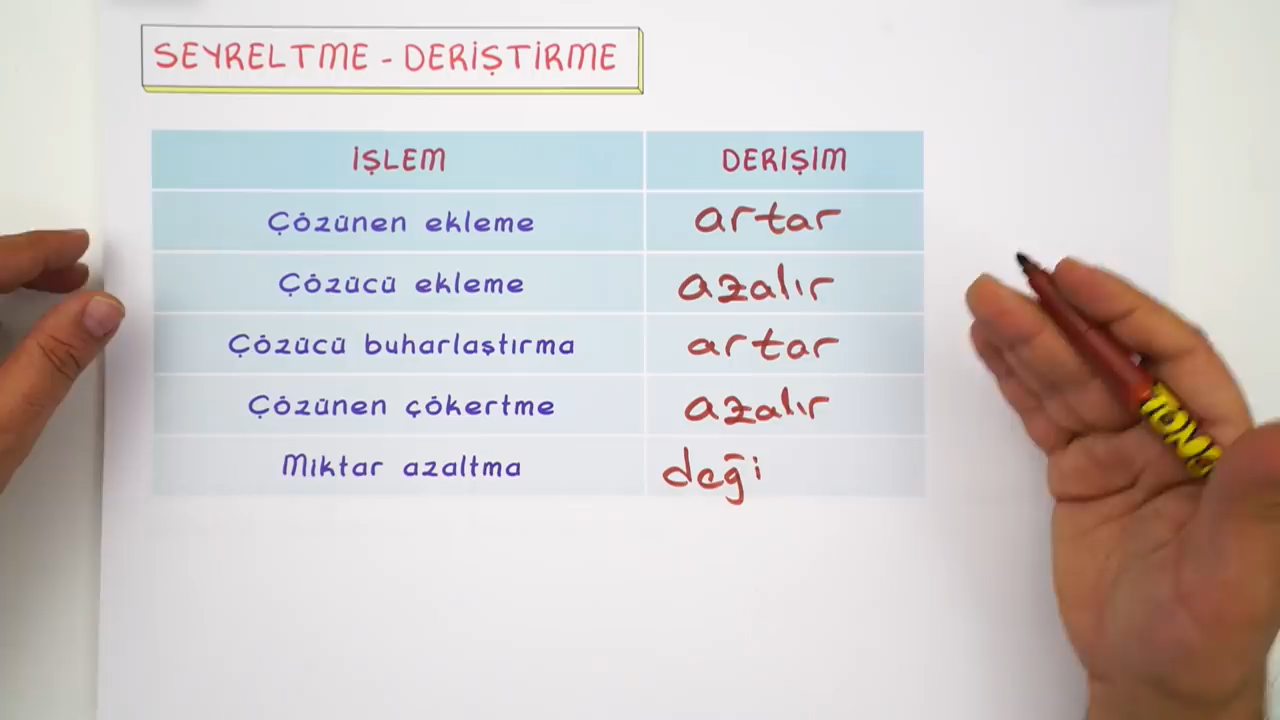 SEYRELTME - DERİŞTİRME
İŞLEM DERİŞİM
Çözünen ekleme artar
Çözücü ekleme azalır
Çözücü buharlaştırma artar
Çözünen çökertme azalır
Miktar azaltma deği